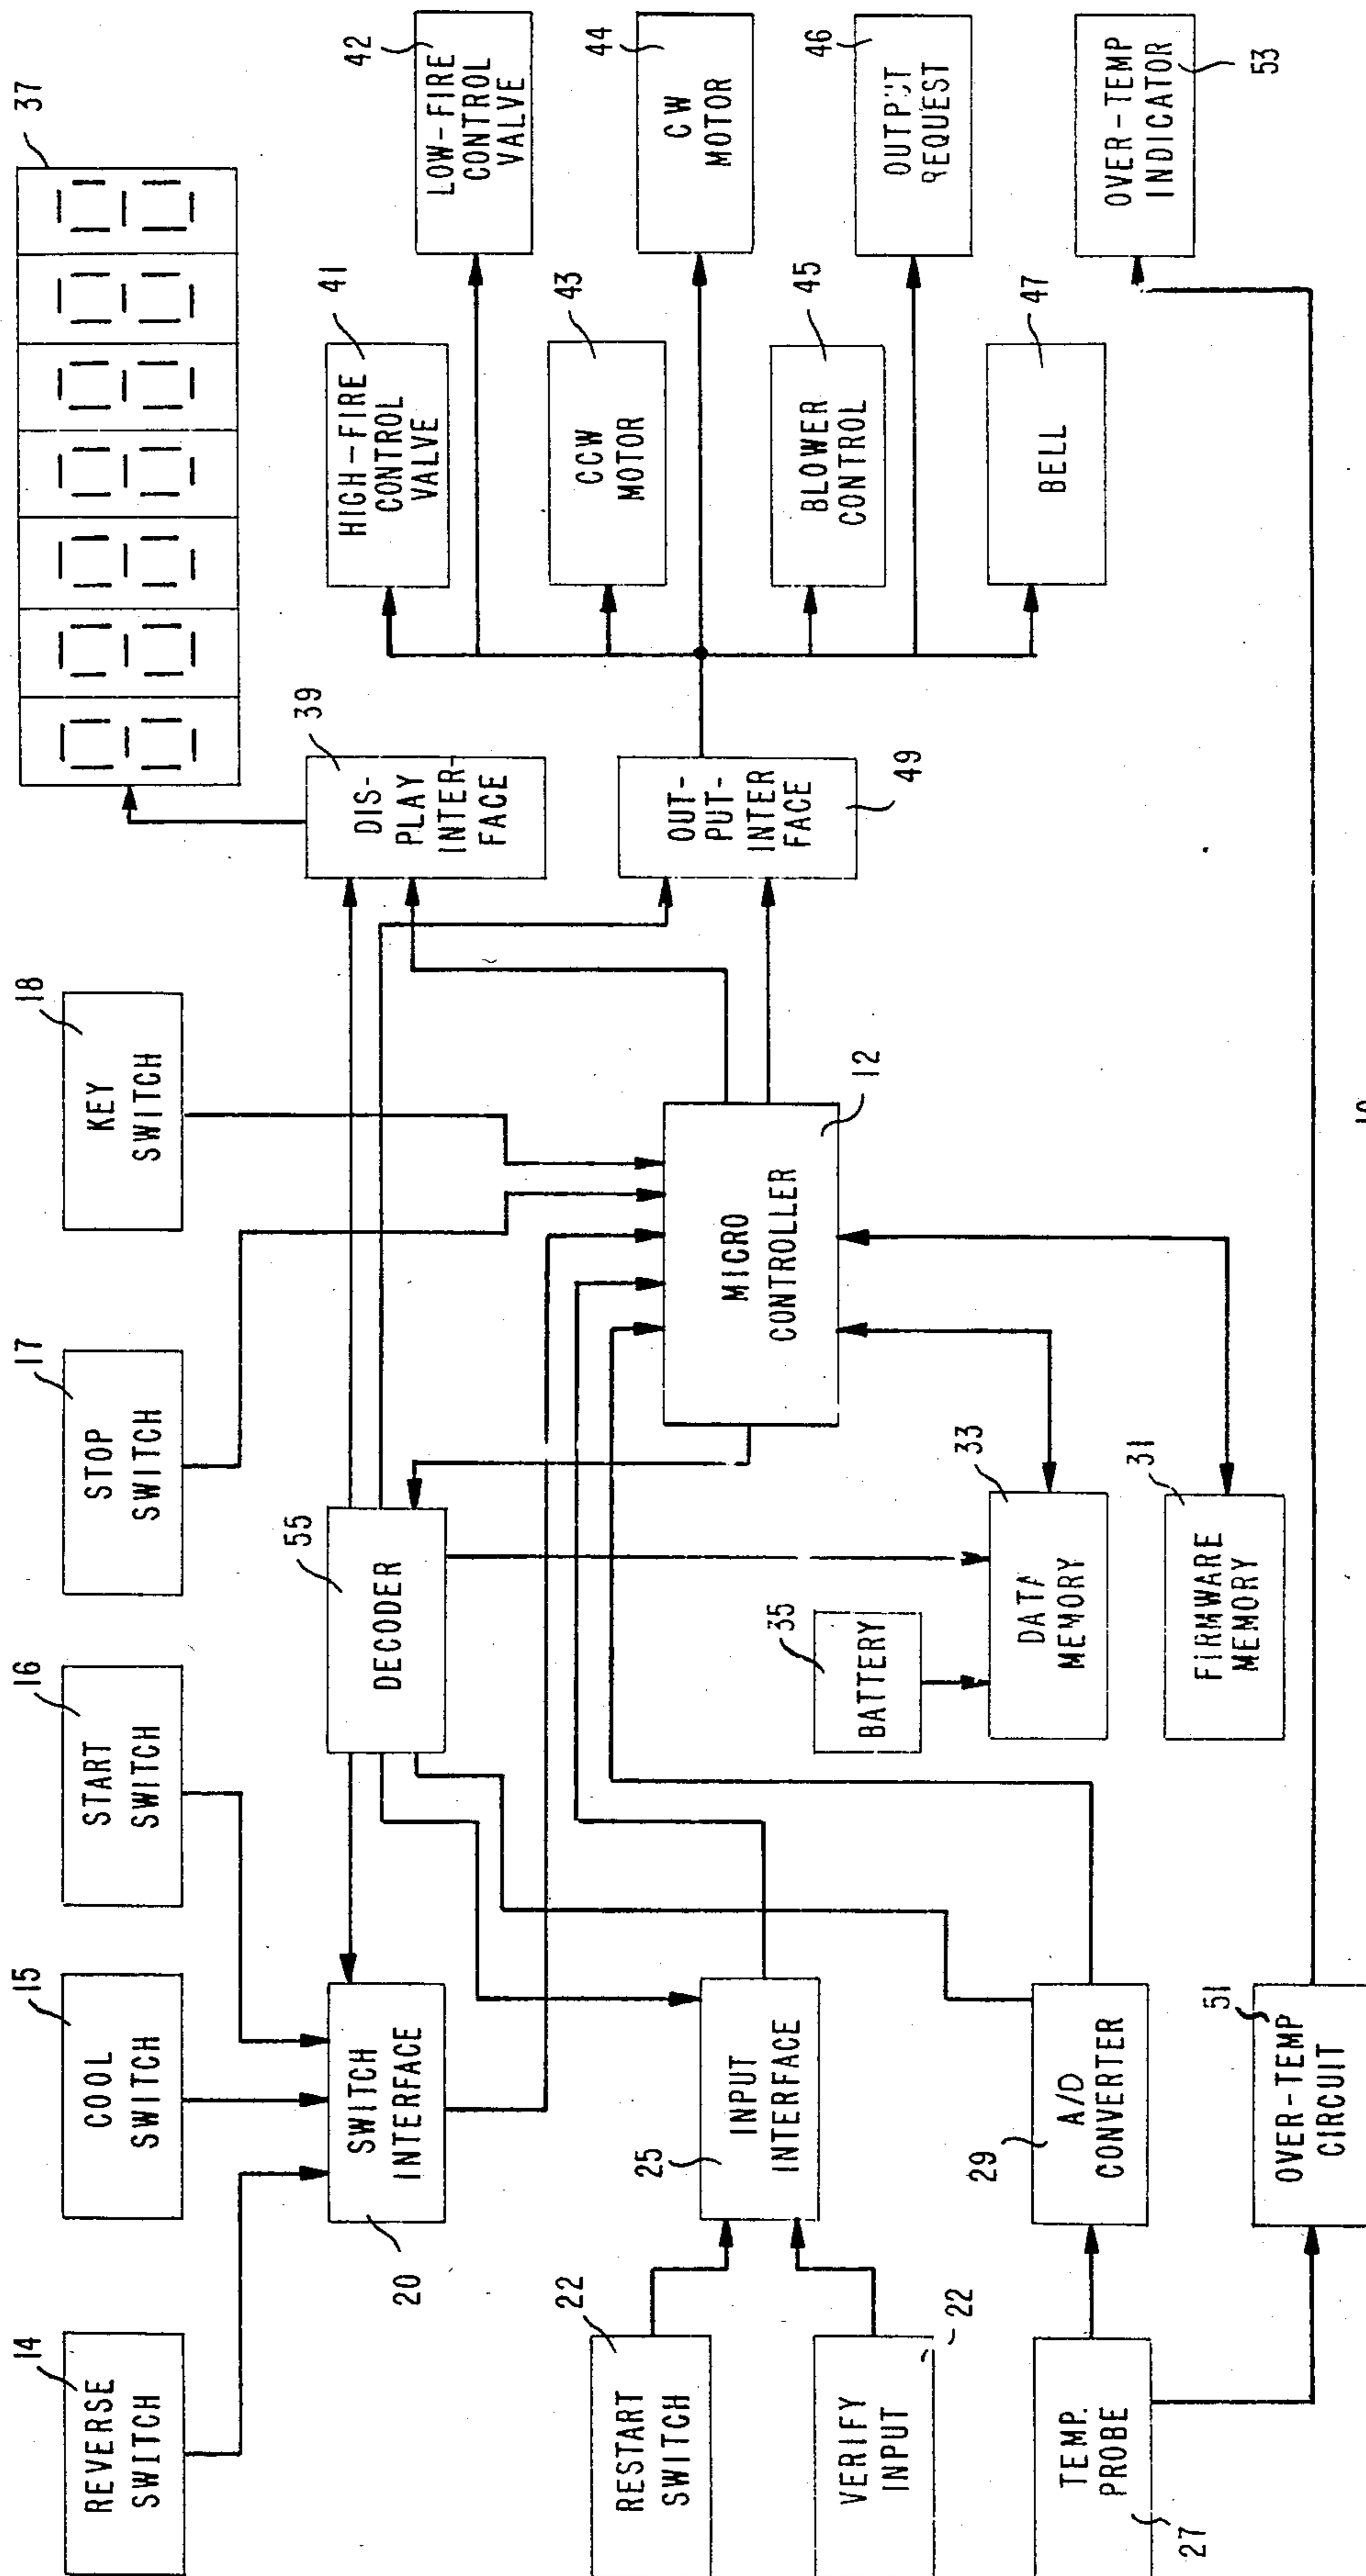 14
REVERSE
SWITCH
15
COOL
SWITCH
16
START
SWITCH
17
STOP
SWITCH
18
KEY
SWITCH
37
20
SWITCH
INTERFACE
55
DECODER
39
DIS-
PLAY
INTER-
FACE
41
HIGH-FIRE
CONTROL
VALVE
42
LOW-FIRE
CONTROL
VALVE
22
RESTART
SWITCH
22
VERIFY
INPUT
25
INPUT
INTERFACE
MICRO
CONTROLLER
12
OUT-
PUT-
INTER
FACE
49
43
CCW
MOTOR
44
CW
MOTOR
45
BLOWER
CONTROL
46
OUTPUT
REQUEST
47
BELL
35
BATTERY
33
DATA
MEMORY
31
FIRMWARE
MEMORY
TEMP.
PROBE
27
29
A/D
CONVERTER
51
OVER-TEMP
CIRCUIT
OVER-TEMP
INDICATOR
53